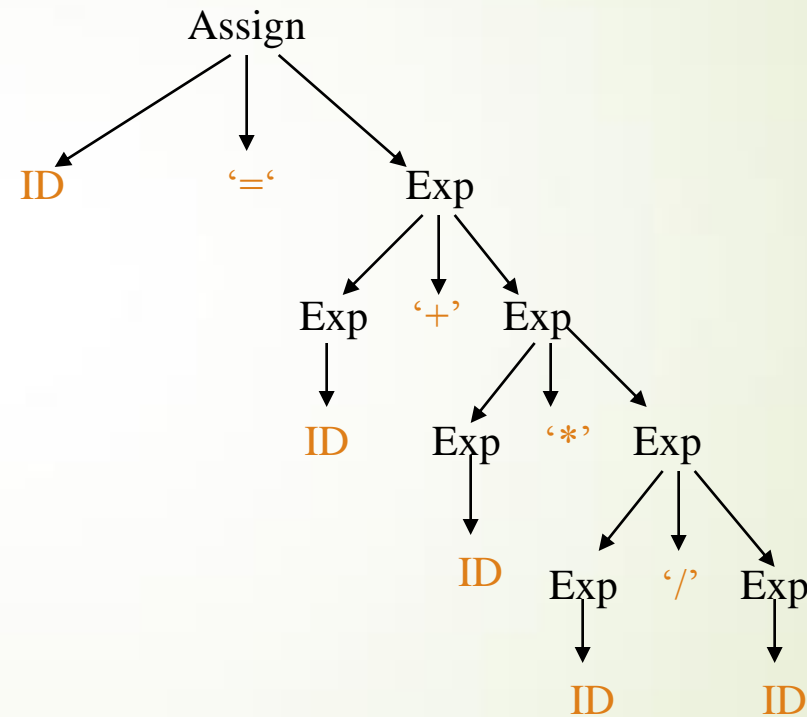 Assign
ID ‘=‘ Exp
Exp ‘+’ Exp
ID Exp ‘*’ Exp
ID Exp ‘/’ Exp
ID ID